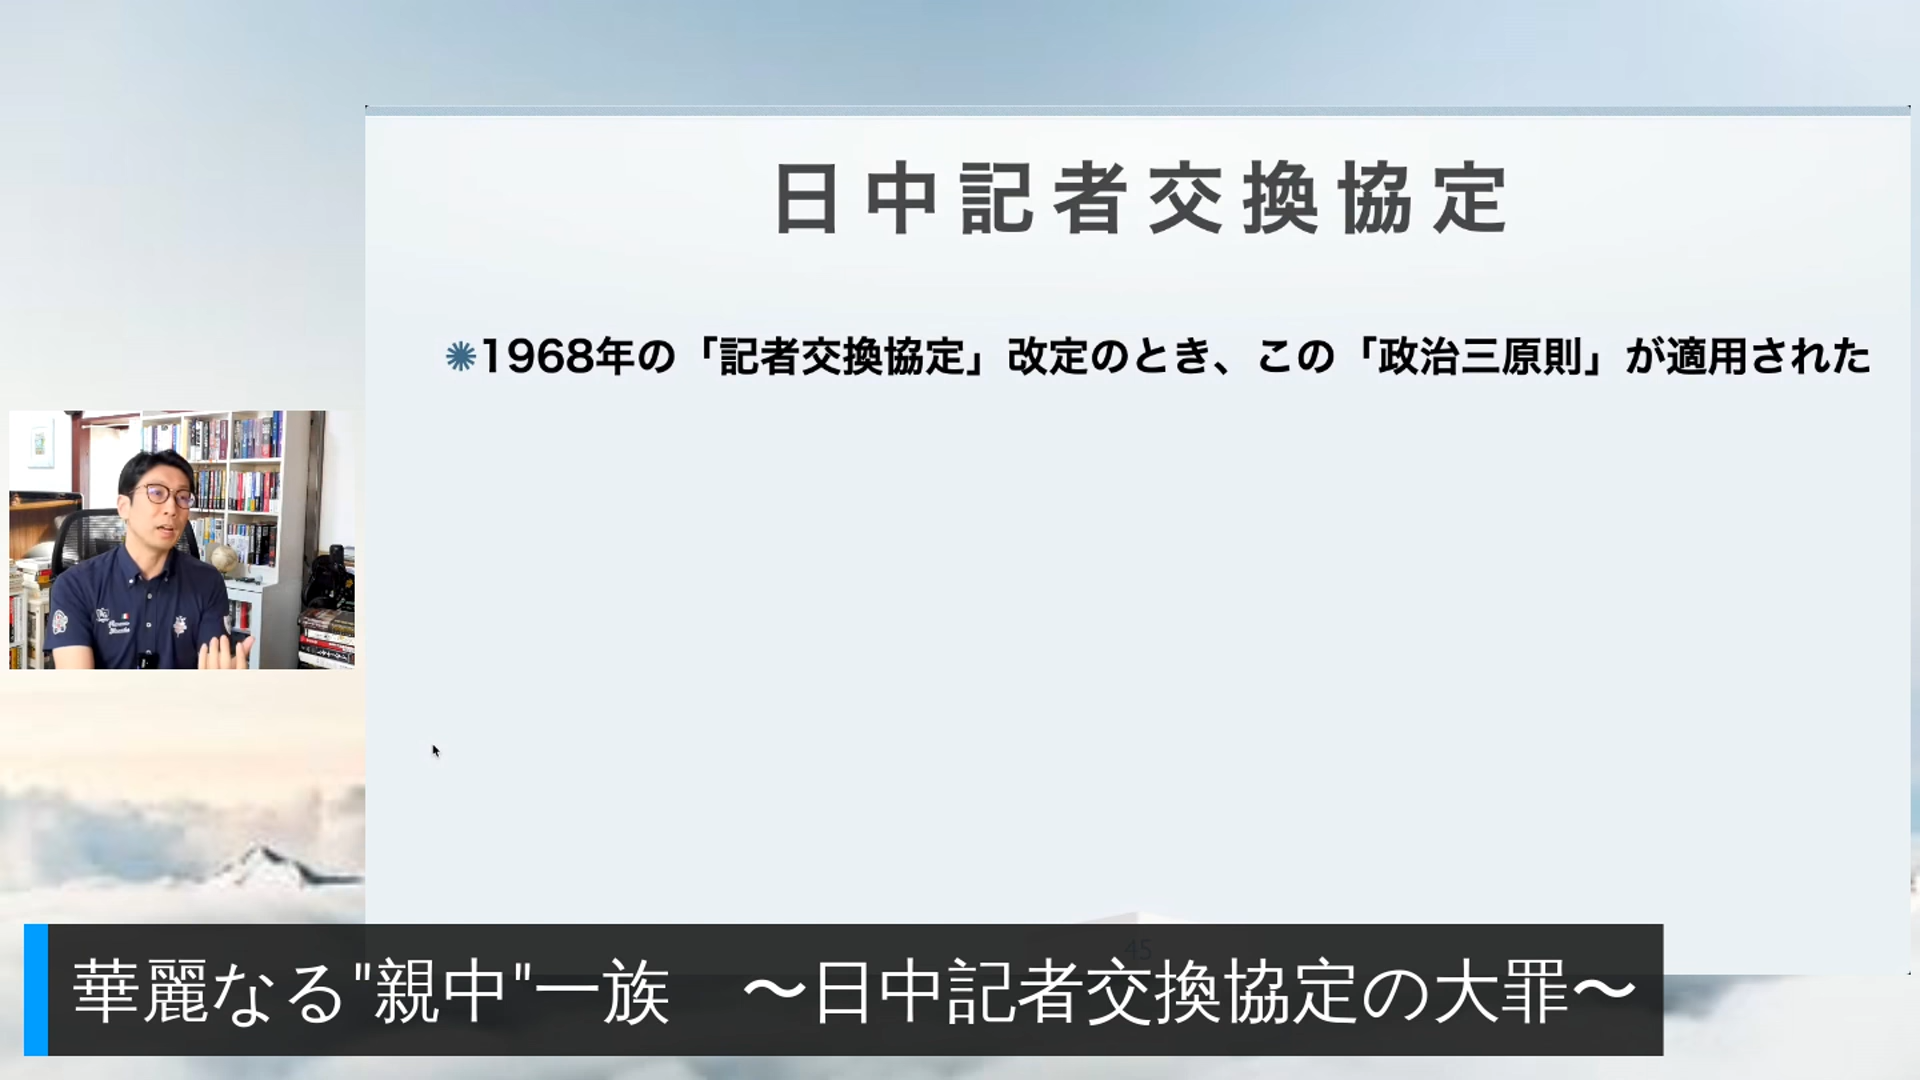 日中記者交換協定
1968年の「記者交換協定」改定のとき、この「政治三原則」が適用された
45
華麗なる"親中"一族　〜日中記者交換協定の大罪〜